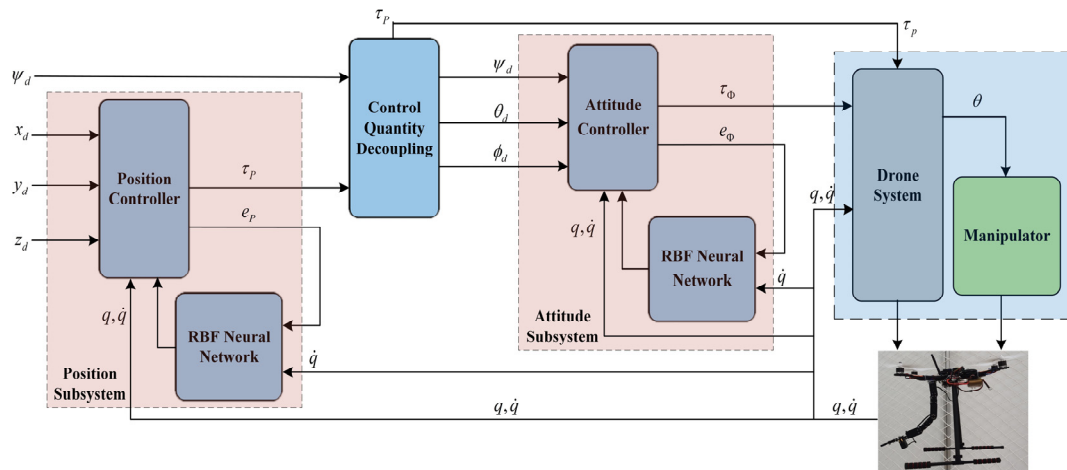 τ_P
τ_p
ψ_d
x_d
y_d
z_d
Position
Controller
τ_P
e_P
q, q̇
RBF Neural
Network
Position
Subsystem
q̇
Control
Quantity
Decoupling
ψ_d
θ_d
ϕ_d
Attitude
Controller
τ_Φ
e_Φ
q, q̇
RBF Neural
Network
q̇
Attitude
Subsystem
q, q̇
Drone
System
θ
Manipulator
q, q̇
q, q̇